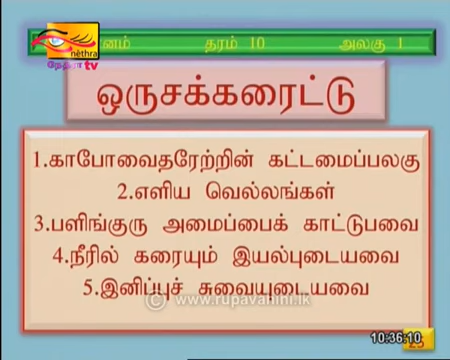 nethra
நேத்ரா tv
னம் தரம் 10 அலகு 1
ஒருசக்கரைட்டு
1.காபோவைதரேற்றின் கட்டமைப்பலகு
2.எளிய வெல்லங்கள்
3.பளிங்குரு அமைப்பைக் காட்டுபவை
4.நீரில் கரையும் இயல்புடையவை
5.இனிப்புச் சுவையுடையவை
© www.rupavahini.lk
10:36:10
23